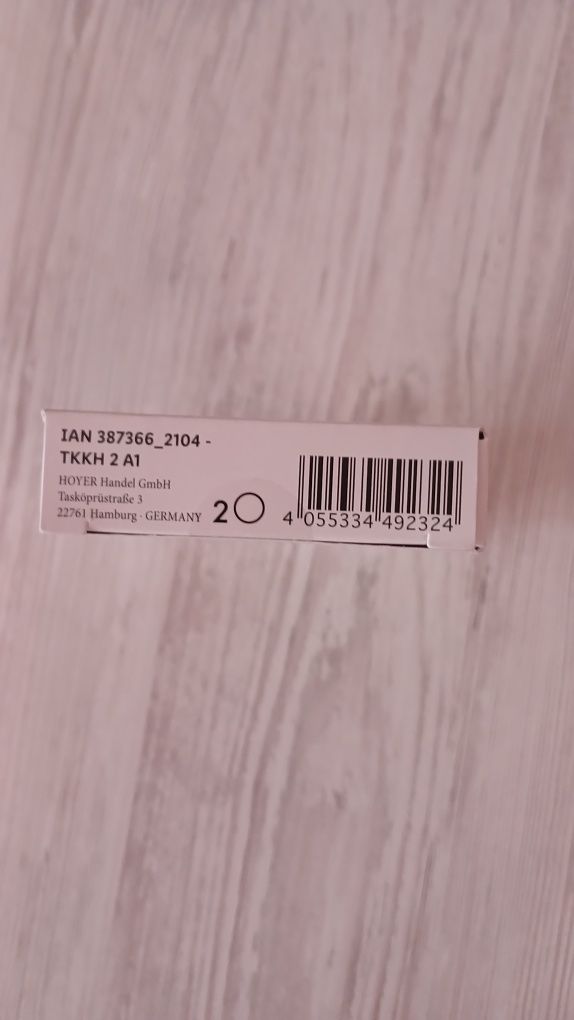 IAN 387366_2104 -
TKKH 2 A1
HOYER Handel GmbH
Tasköprüstraße 3
22761 Hamburg · GERMANY
2
4 055334 492324